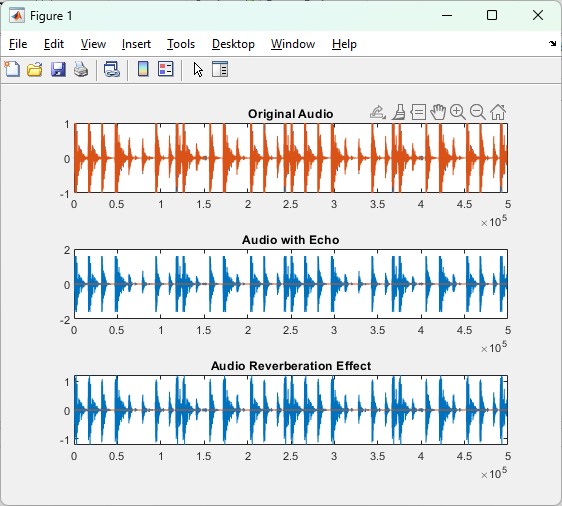 Figure 1
File Edit View Insert Tools Desktop Window Help
Original Audio
1
0
-1
0 0.5 1 1.5 2 2.5 3 3.5 4 4.5 5
×10^5
Audio with Echo
2
0
-2
0 0.5 1 1.5 2 2.5 3 3.5 4 4.5 5
×10^5
Audio Reverberation Effect
1
0
-1
0 0.5 1 1.5 2 2.5 3 3.5 4 4.5 5
×10^5